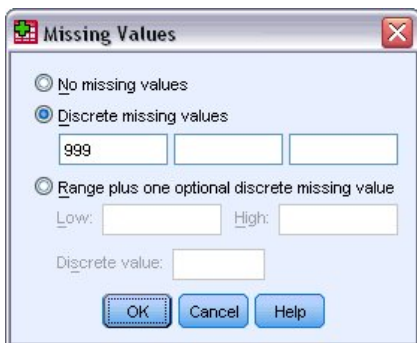 Missing Values
No missing values
Discrete missing values
999
Range plus one optional discrete missing value
Low: High:
Discrete value:
OK Cancel Help